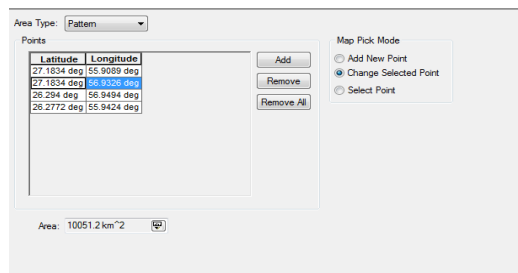 Area Type: Pattern
Points
Latitude Longitude
27.1834 deg 55.9089 deg
27.1834 deg 56.9326 deg
26.294 deg 56.9494 deg
26.2772 deg 55.9424 deg
Add
Remove
Remove All
Map Pick Mode
Add New Point
Change Selected Point
Select Point
Area: 10051.2 km^2